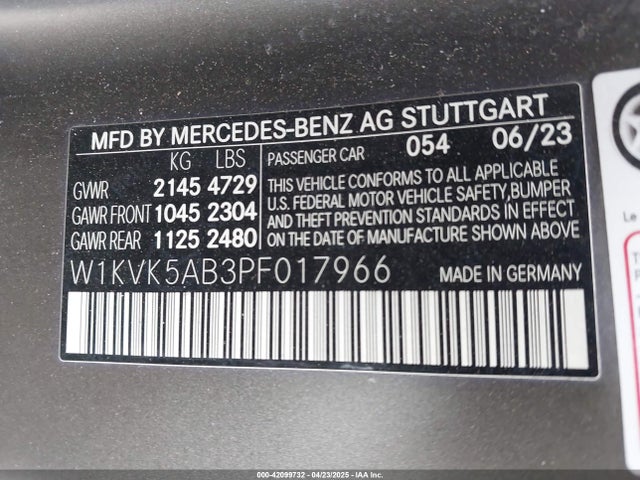 MFD BY MERCEDES-BENZ AG STUTTGART
KG LBS PASSENGER CAR 054 06/23
GVWR 2145 4729
GAWR FRONT 1045 2304
GAWR REAR 1125 2480
THIS VEHICLE CONFORMS TO ALL APPLICABLE
U.S. FEDERAL MOTOR VEHICLE SAFETY, BUMPER
AND THEFT PREVENTION STANDARDS IN EFFECT
ON THE DATE OF MANUFACTURE SHOWN ABOVE
W1KVK5AB3PF017966 MADE IN GERMANY
Le
000-42099732 - 04/23/2025 - IAA Inc.